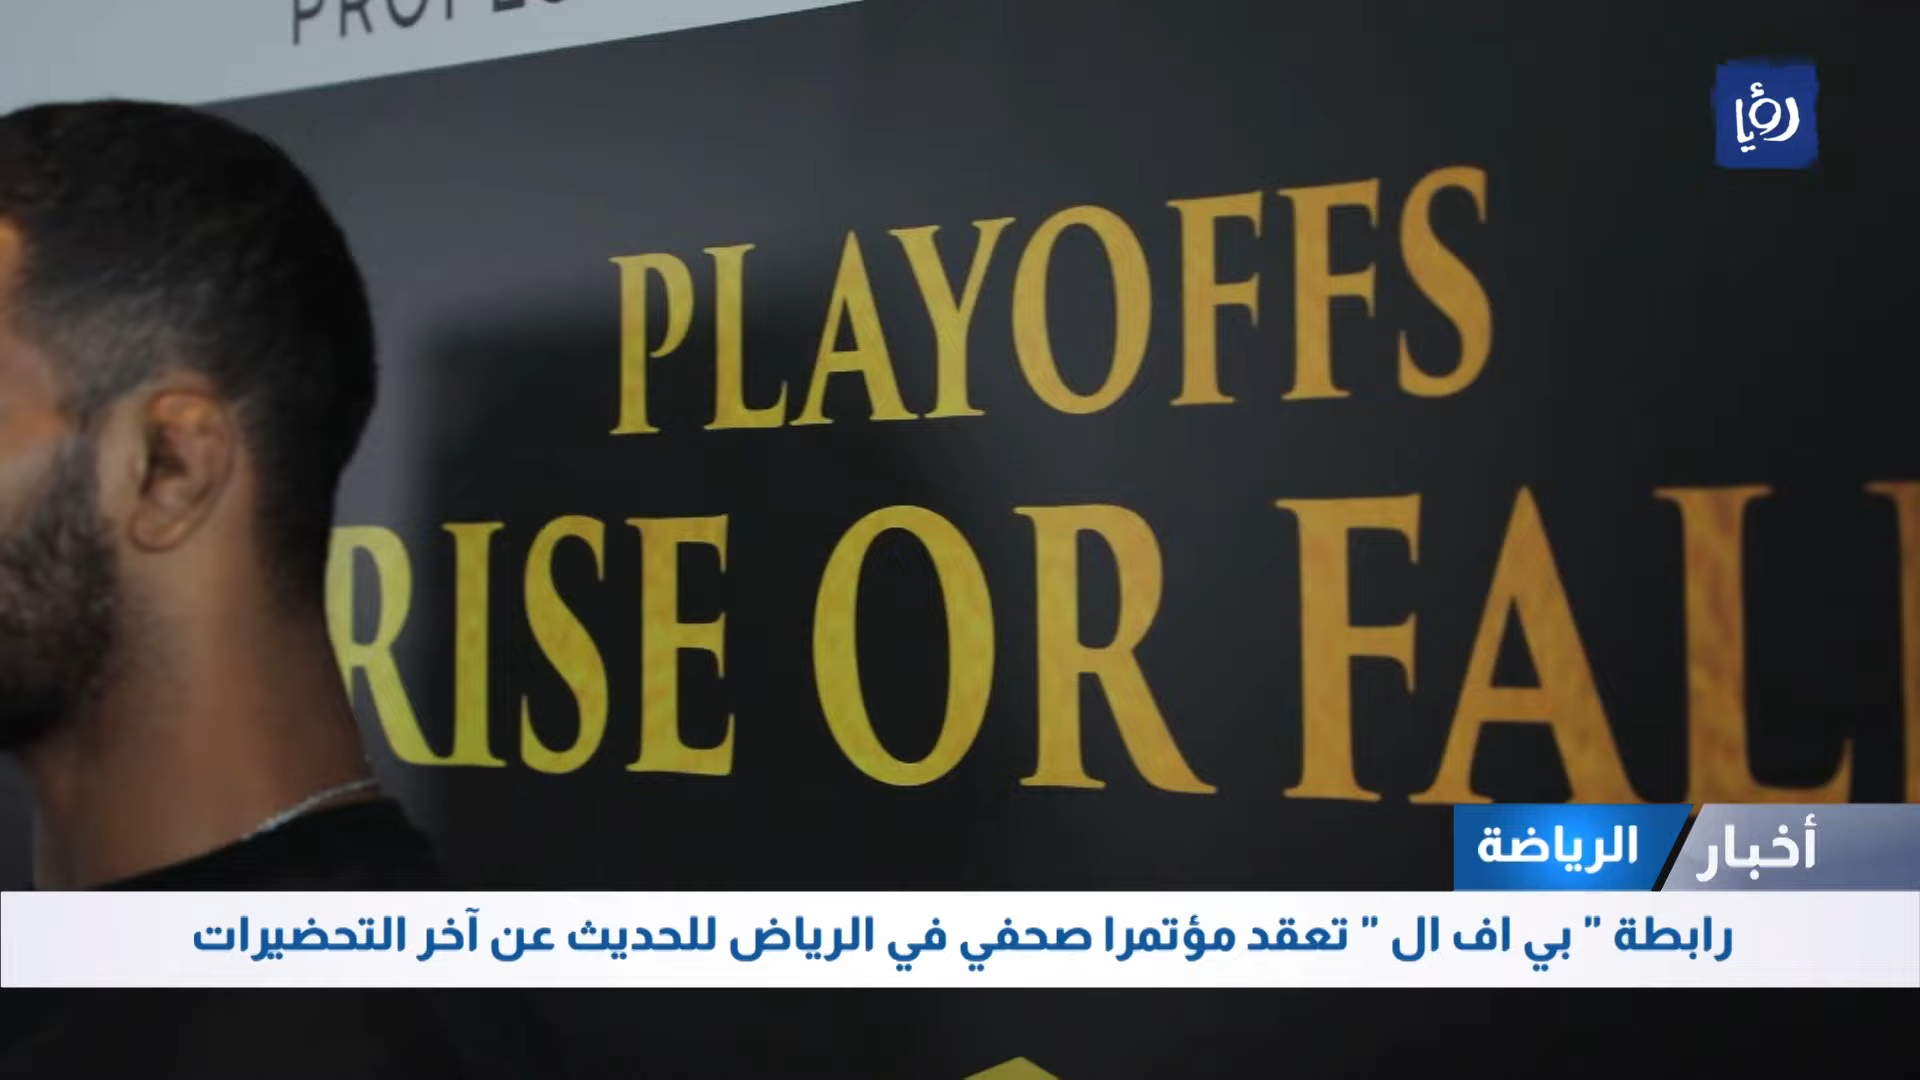 رؤيا
PLAYOFFS
RISE OR FALL
أخبار الرياضة
رابطة " بي اف ال " تعقد مؤتمرا صحفي في الرياض للحديث عن آخر التحضيرات